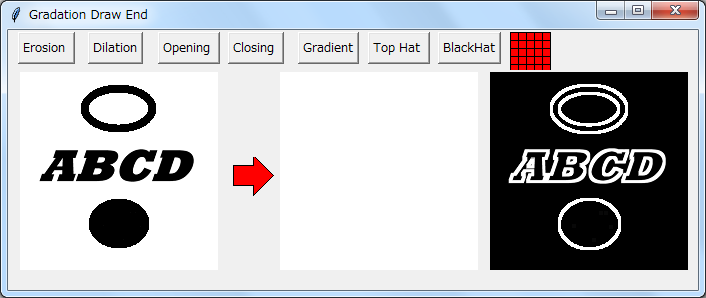 Gradation Draw End
Erosion Dilation Opening Closing Gradient Top Hat BlackHat
ABCD ABCD